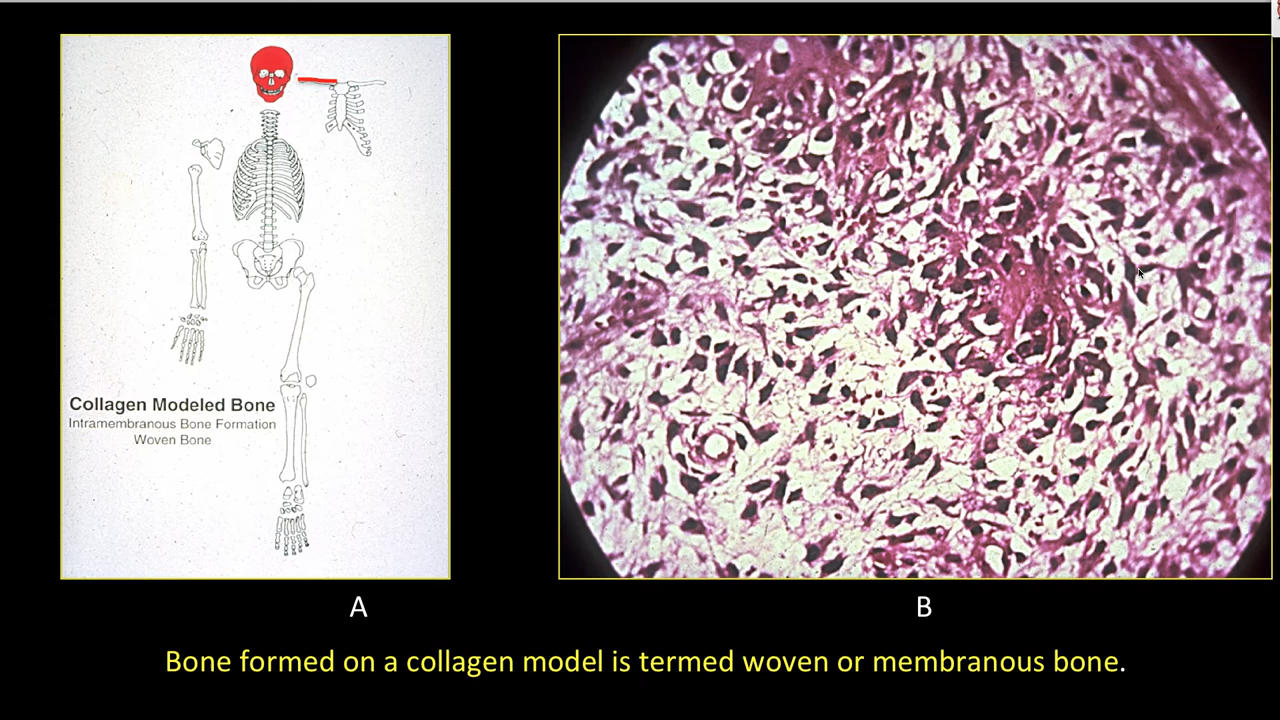 Collagen Modeled Bone
Intramembranous Bone Formation
Woven Bone
A
B
Bone formed on a collagen model is termed woven or membranous bone.